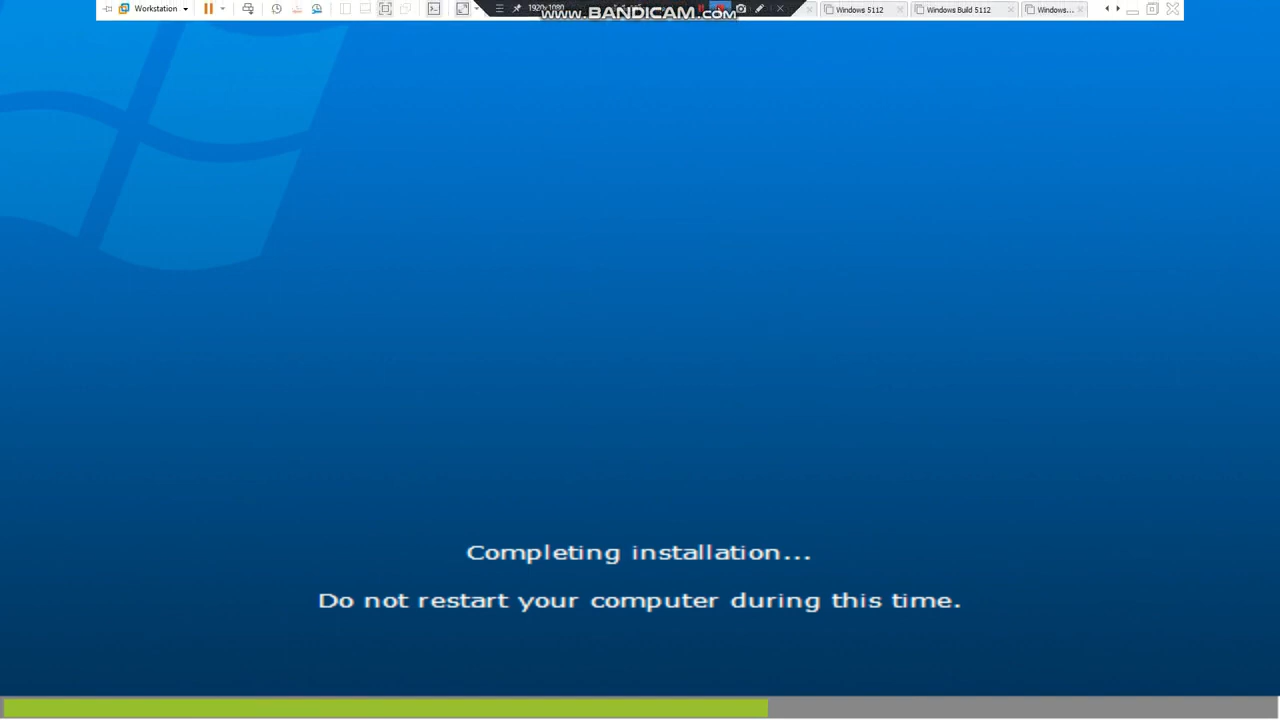 Workstation
1920x1080
WWW.BANDICAM.COM
Windows 5112
Windows Build 5112
Windows...
Completing installation...
Do not restart your computer during this time.